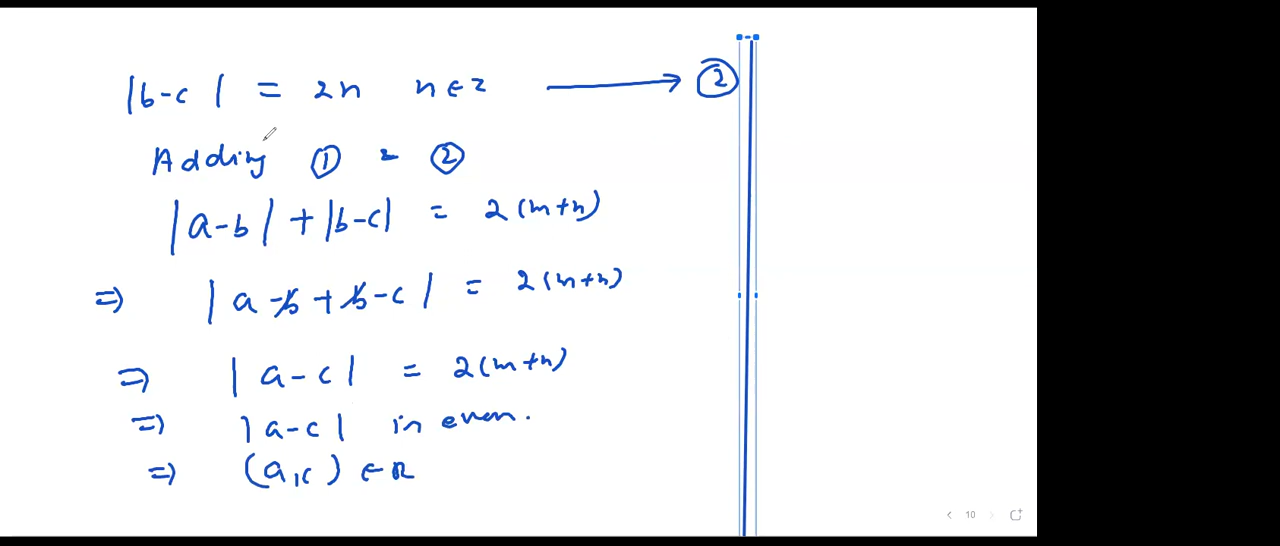 |b-c| = 2n n∈z → ②
Adding ① & ②
|a-b| + |b-c| = 2(m+n)
⇒ |a-b+b-c| = 2(m+n)
⇒ |a-c| = 2(m+n)
⇒ |a-c| is even.
⇒ (a,c) ∈ R
10